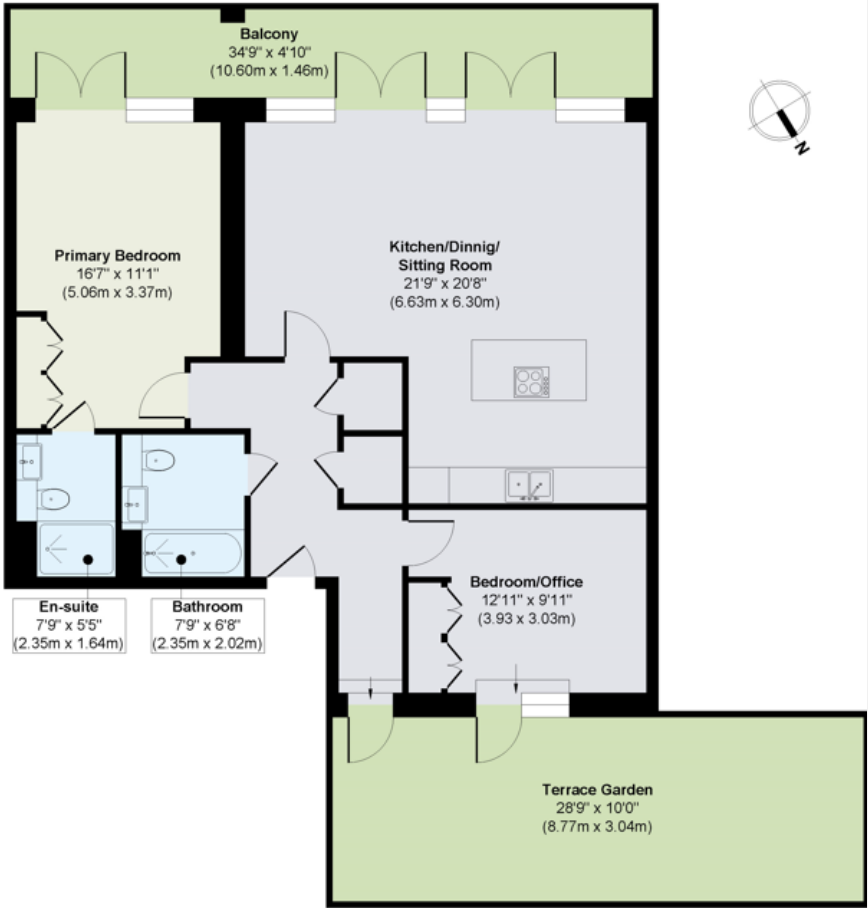 Balcony
34'9" x 4'10"
(10.60m x 1.46m)
N
Primary Bedroom
16'7" x 11'1"
(5.06m x 3.37m)
Kitchen/Dinnig/
Sitting Room
21'9" x 20'8"
(6.63m x 6.30m)
En-suite
7'9" x 5'5"
(2.35m x 1.64m)
Bathroom
7'9" x 6'8"
(2.35m x 2.02m)
Bedroom/Office
12'11" x 9'11"
(3.93 x 3.03m)
Terrace Garden
28'9" x 10'0"
(8.77m x 3.04m)